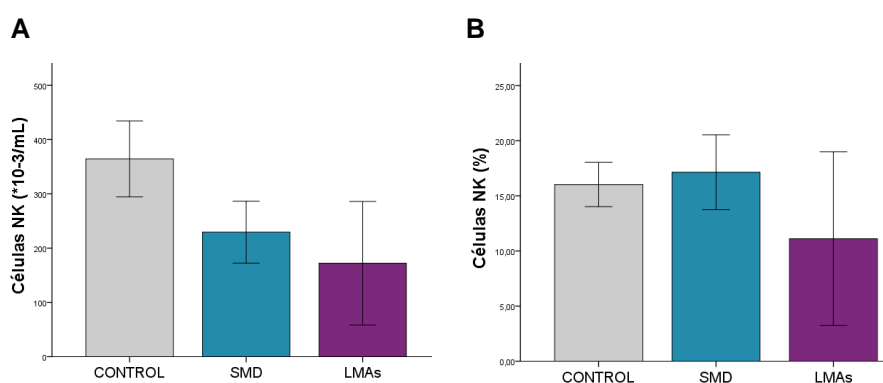 A
Células NK (*10-3/mL)
500
400
300
200
100
0
CONTROL
SMD
LMAs
B
Células NK (%)
25,00
20,00
15,00
10,00
5,00
0,00
CONTROL
SMD
LMAs